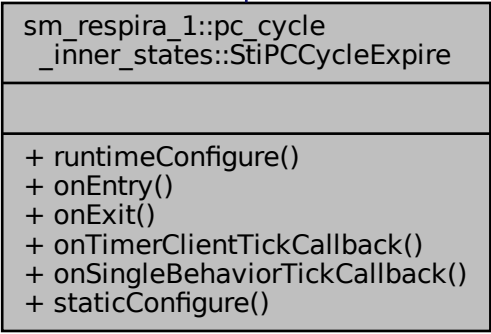 sm_respira_1::pc_cycle
_inner_states::StiPCCycleExpire
+ runtimeConfigure()
+ onEntry()
+ onExit()
+ onTimerClientTickCallback()
+ onSingleBehaviorTickCallback()
+ staticConfigure()